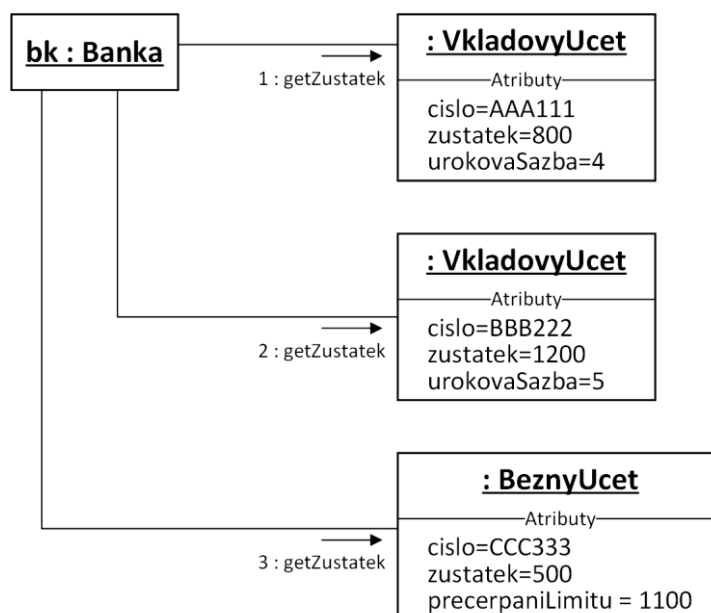 bk : Banka
1 : getZustatek
: VkladovyUcet
Atributy
cislo=AAA111
zustatek=800
urokovaSazba=4
2 : getZustatek
: VkladovyUcet
Atributy
cislo=BBB222
zustatek=1200
urokovaSazba=5
3 : getZustatek
: BeznyUcet
Atributy
cislo=CCC333
zustatek=500
precerpaniLimitu = 1100